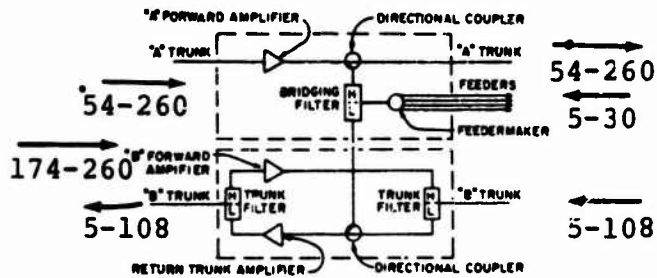 "A" FORWARD AMPLIFIER
DIRECTIONAL COUPLER
"A" TRUNK
"A" TRUNK
54-260
54-260
BRIDGING FILTER
H
L
FEEDERS
5-30
FEEDERMAKER
174-260
"B" FORWARD AMPIFIER
"B" TRUNK
H
L
TRUNK FILTER
TRUNK FILTER
H
L
"B" TRUNK
5-108
5-108
RETURN TRUNK AMPLIFIER
DIRECTIONAL COUPLER